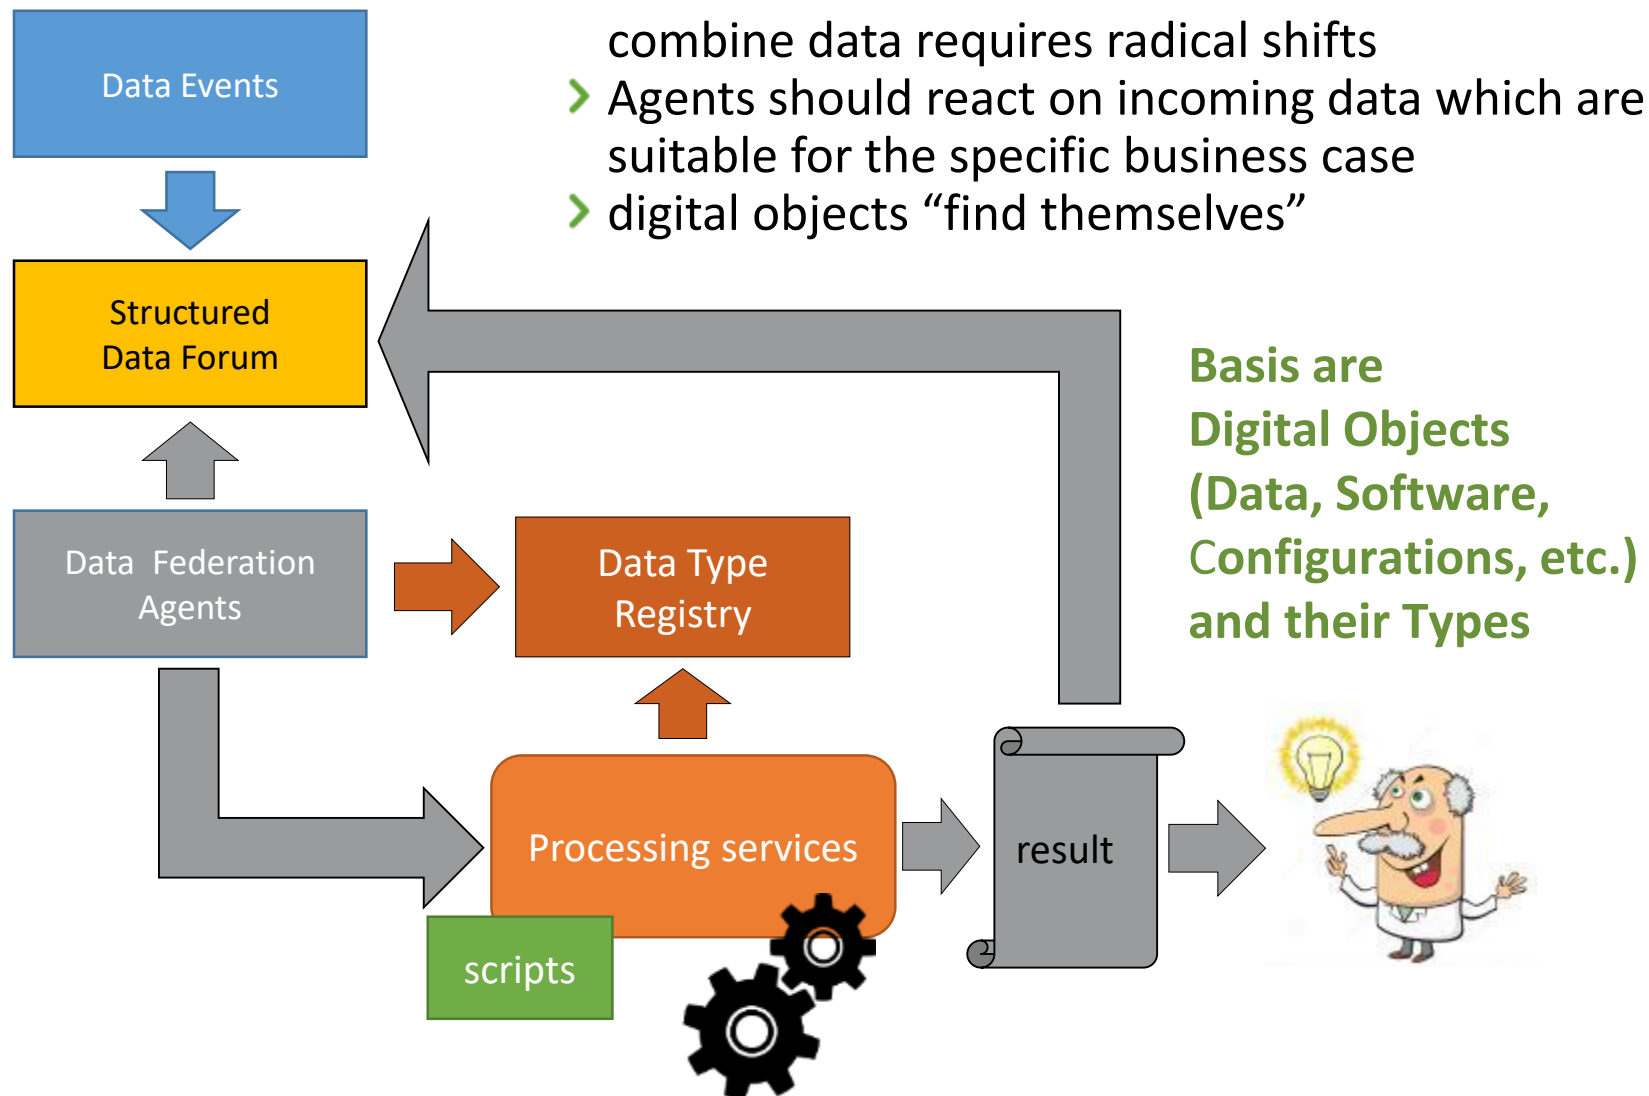 combine data requires radical shifts
Agents should react on incoming data which are
suitable for the specific business case
digital objects “find themselves”
Data Events
Structured
Data Forum
Basis are
Digital Objects
(Data, Software,
Configurations, etc.)
and their Types
Data Federation
Agents
Data Type
Registry
Processing services
result
scripts